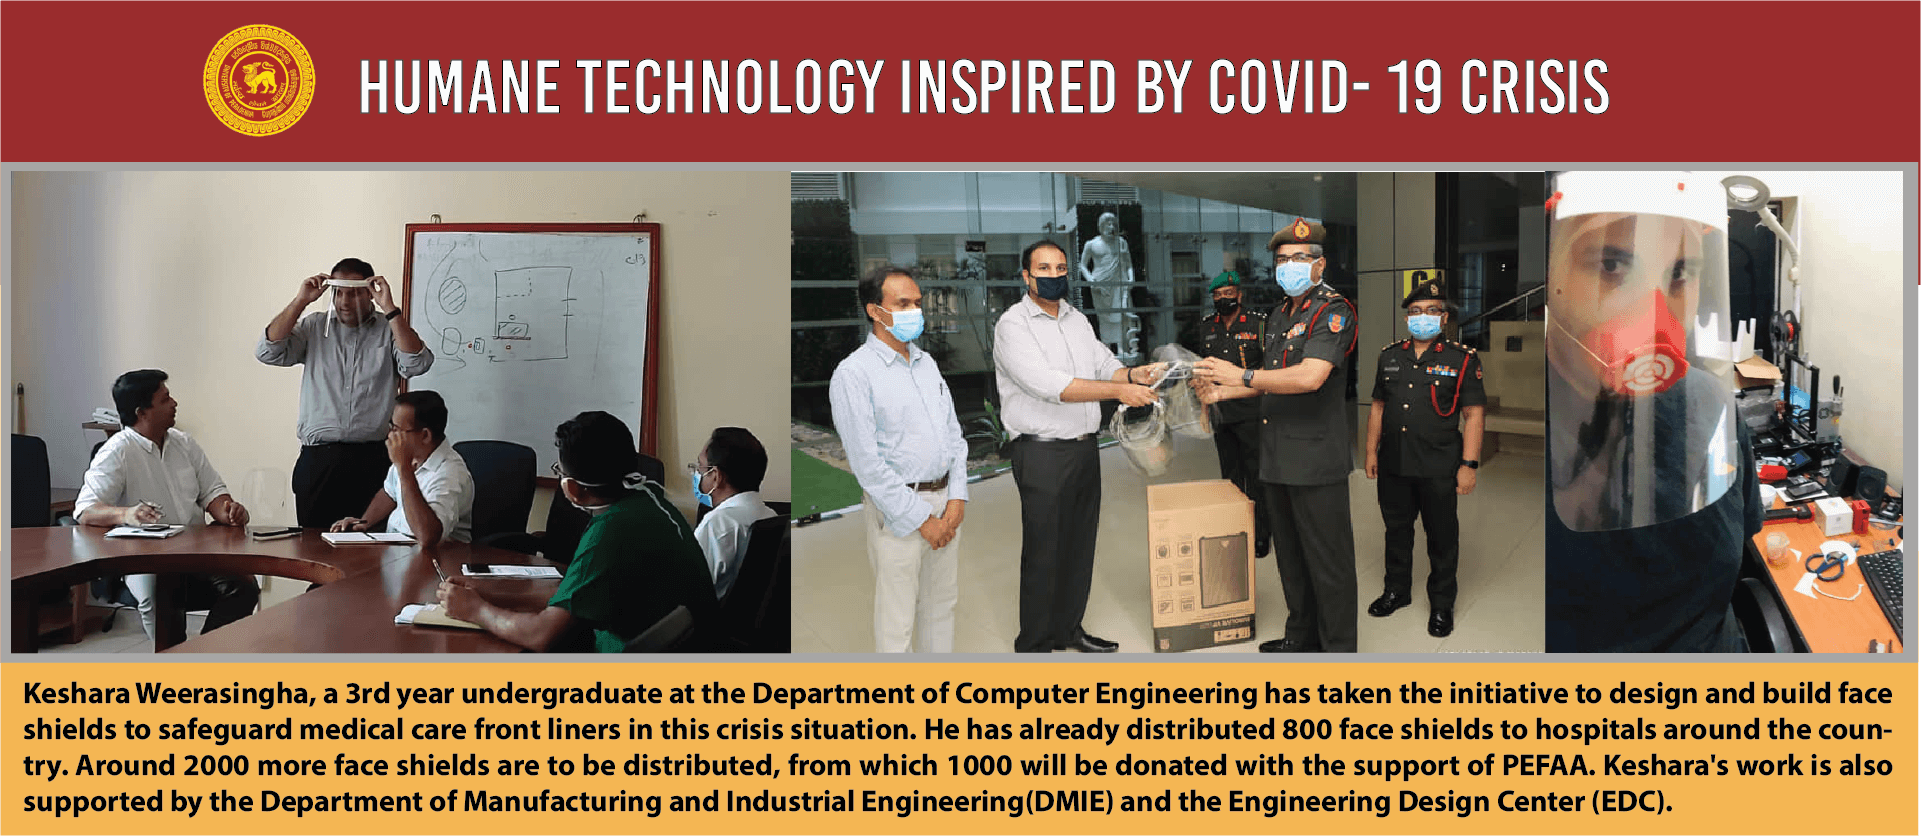 HUMANE TECHNOLOGY INSPIRED BY COVID- 19 CRISIS
Keshara Weerasingha, a 3rd year undergraduate at the Department of Computer Engineering has taken the initiative to design and build face
shields to safeguard medical care front liners in this crisis situation. He has already distributed 800 face shields to hospitals around the coun-
try. Around 2000 more face shields are to be distributed, from which 1000 will be donated with the support of PEFAA. Keshara's work is also
supported by the Department of Manufacturing and Industrial Engineering(DMIE) and the Engineering Design Center (EDC).